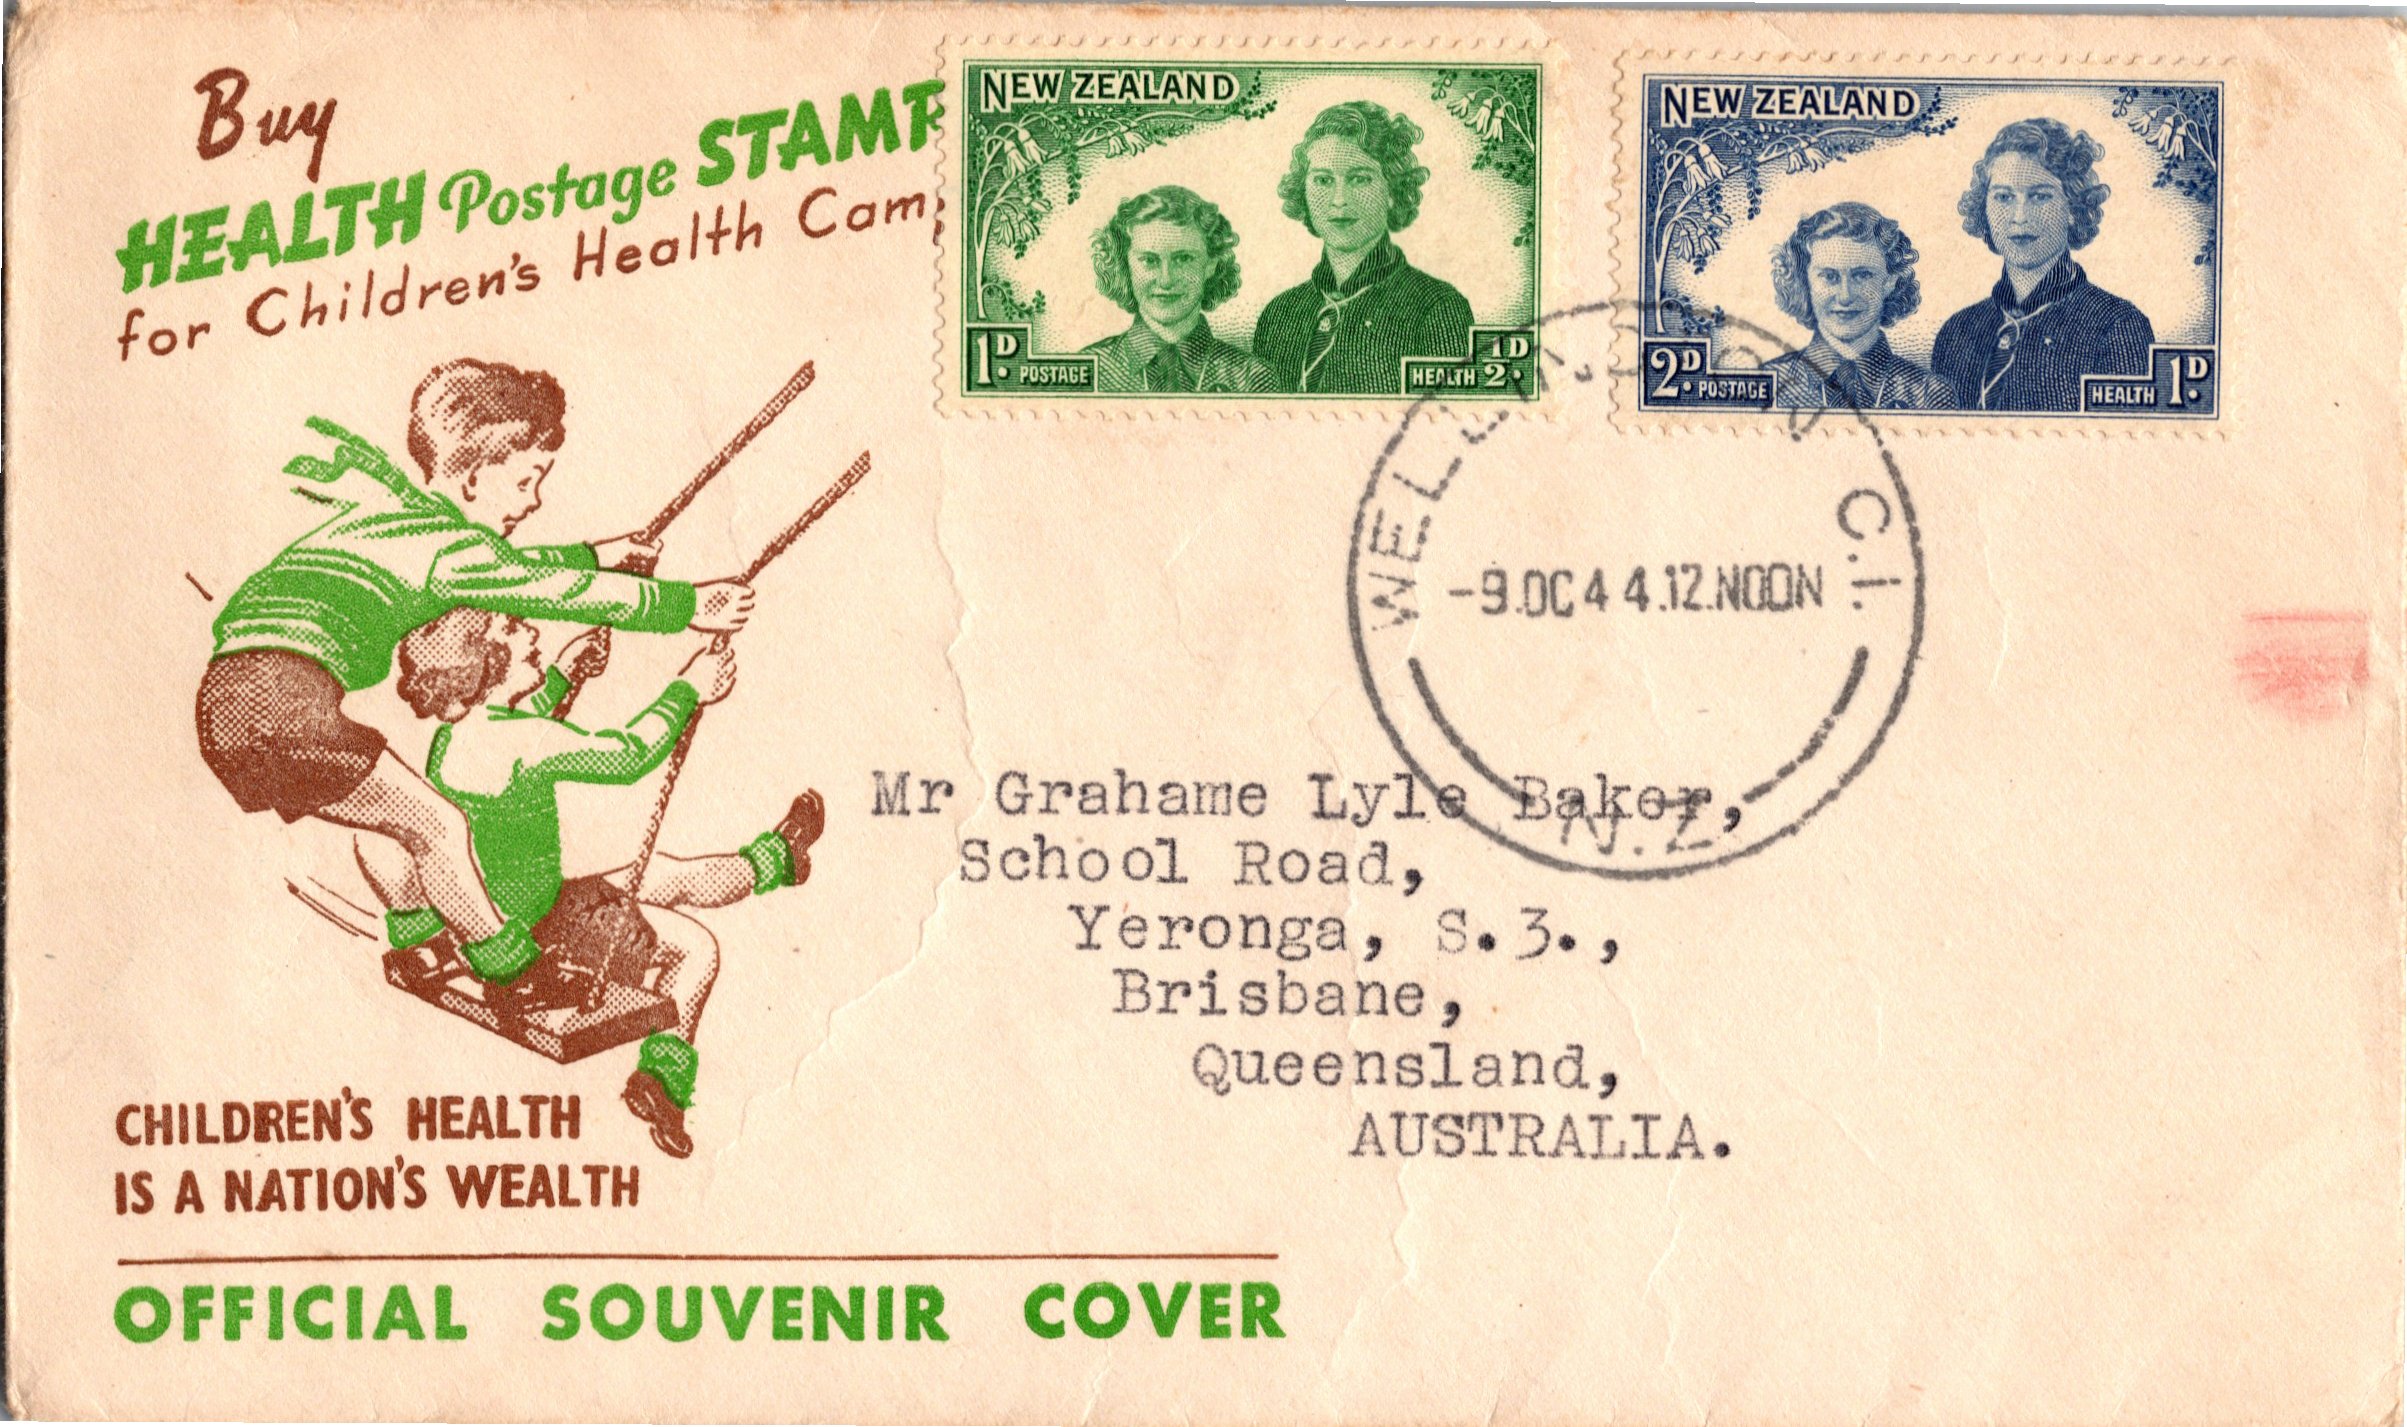 Buy
HEALTH Postage STAMP
for Children's Health Cam
NEW ZEALAND
1D. POSTAGE
HEALTH 1/2D.
NEW ZEALAND
2D. POSTAGE
HEALTH 1D.
WELLINGTON C.1.
-9.OC 44.12.NOON
N.Z.
Mr Grahame Lyle Baker,
School Road,
Yeronga, S.3.,
Brisbane,
Queensland,
AUSTRALIA.
CHILDREN'S HEALTH
IS A NATION'S WEALTH
OFFICIAL SOUVENIR COVER